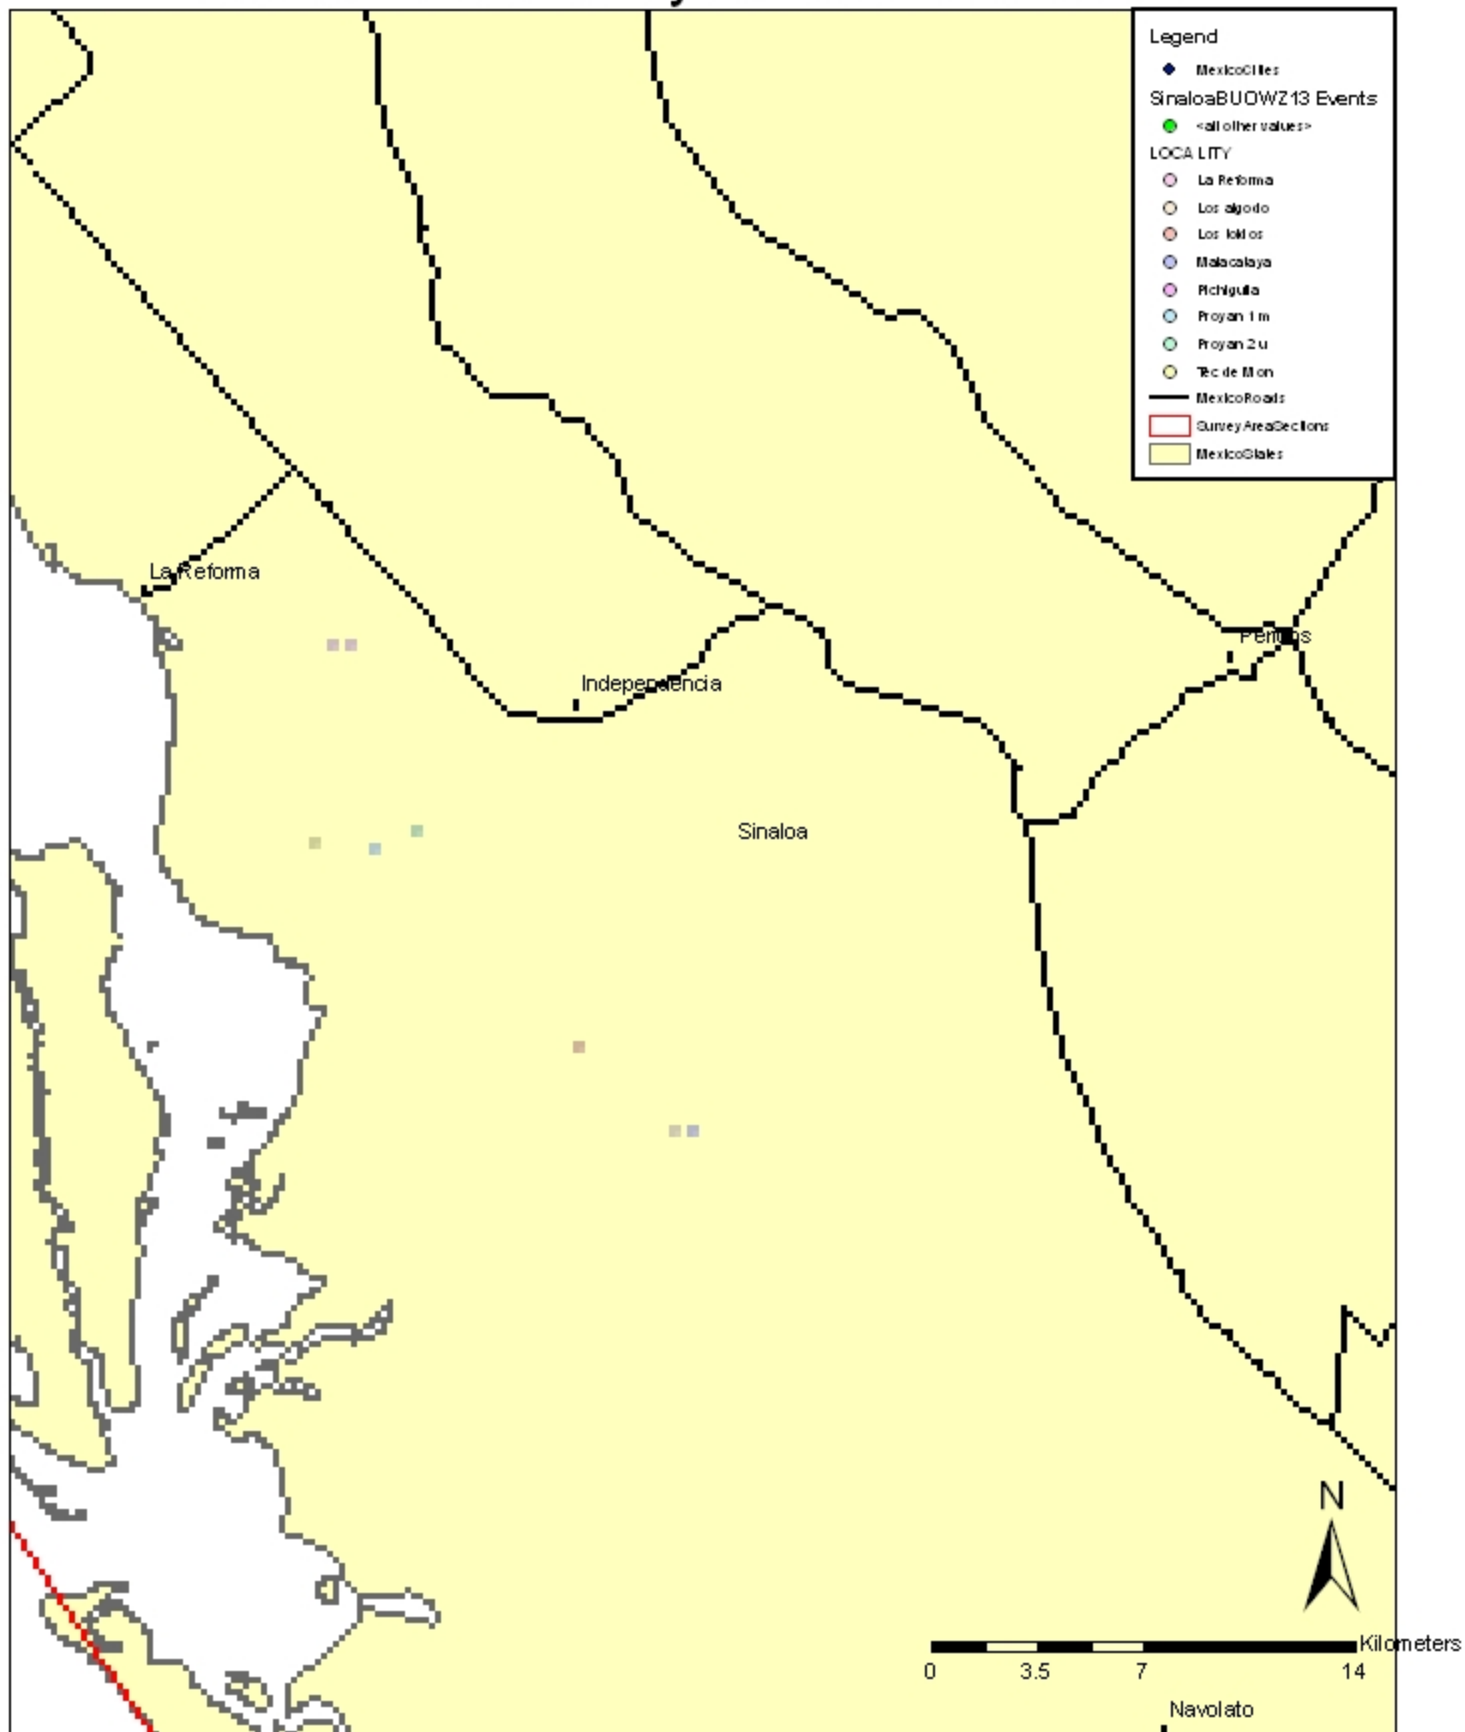 Legend
MexicoCities
SinaloaBUOWZ13 Events
<all other values>
LOCALITY
La Reforma
Los algodo
Malacataya
Pichiguila
Proyan 1 m
Proyan 2 u
Tec de Mon
MexicoRoads
SurveyAreaSections
MexicoStates
La Reforma
Pericos
Independencia
Sinaloa
N
Kilometers
0 3.5 7 14
Navolato